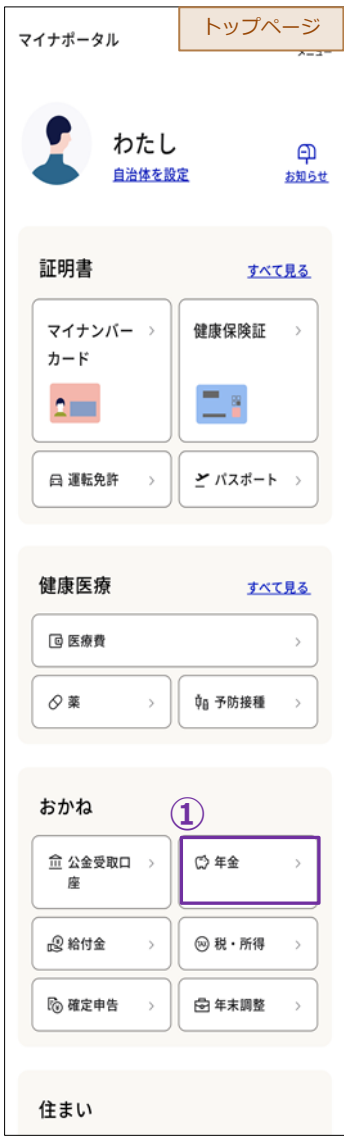 トップページ
マイナポータル
メニュー
わたし
自治体を設定
お知らせ
証明書
すべて見る
マイナンバー
カード
健康保険証
運転免許
パスポート
健康医療
すべて見る
医療費
薬
予防接種
おかね
①
公金受取口
座
年金
給付金
税・所得
確定申告
年末調整
住まい